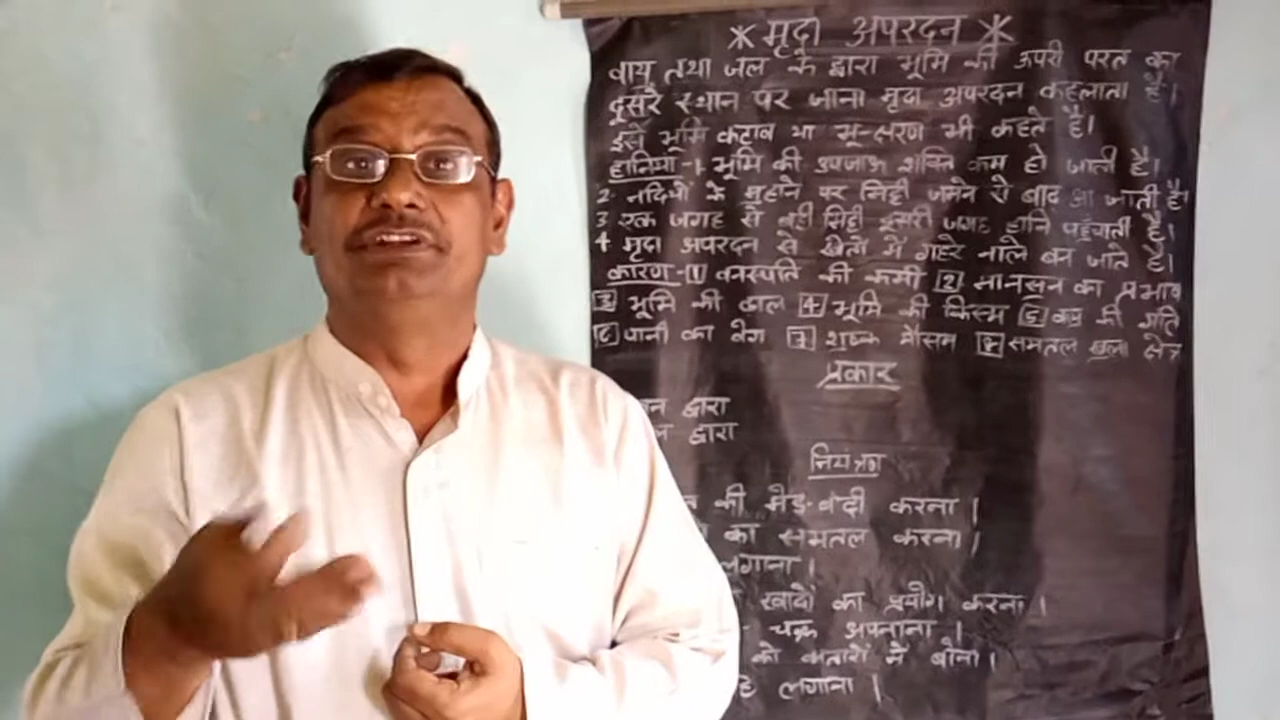 * मृदा अपरदन *
वायु तथा जल के द्वारा भूमि की ऊपरी परत का
दूसरे स्थान पर जाना मृदा अपरदन कहलाता है।
इसे भूमि कटाव या भू-क्षरण भी कहते है।
हानियाँ-1. भूमि की उपजाऊ शक्ति कम हो जाती है।
2. नदियों के मुहाने पर मिट्टी जमने से बाढ आ जाती है।
3 एक जगह से बही मिट्टी दूसरी जगह हानि पहुँचाती है।
4 मृदा अपरदन से खेतो में गहरे नाले बन जाते है।
कारण-1 वनस्पति की कमी 2 मानसून का प्रभाव
3 भूमि की ढाल 4 भूमि की किस्म 5 वायु की गति
6 पानी का वेग 7 शुष्क मौसम 8 समतल खुला क्षेत्र
प्रकार
द्वारा
द्वारा
नियंत्रण
की मेड-बन्दी करना।
का समतल करना।
लगाना।
खादों का प्रयोग करना।
चक्र अपनाना।
को कतारों में बोना।
लगाना।